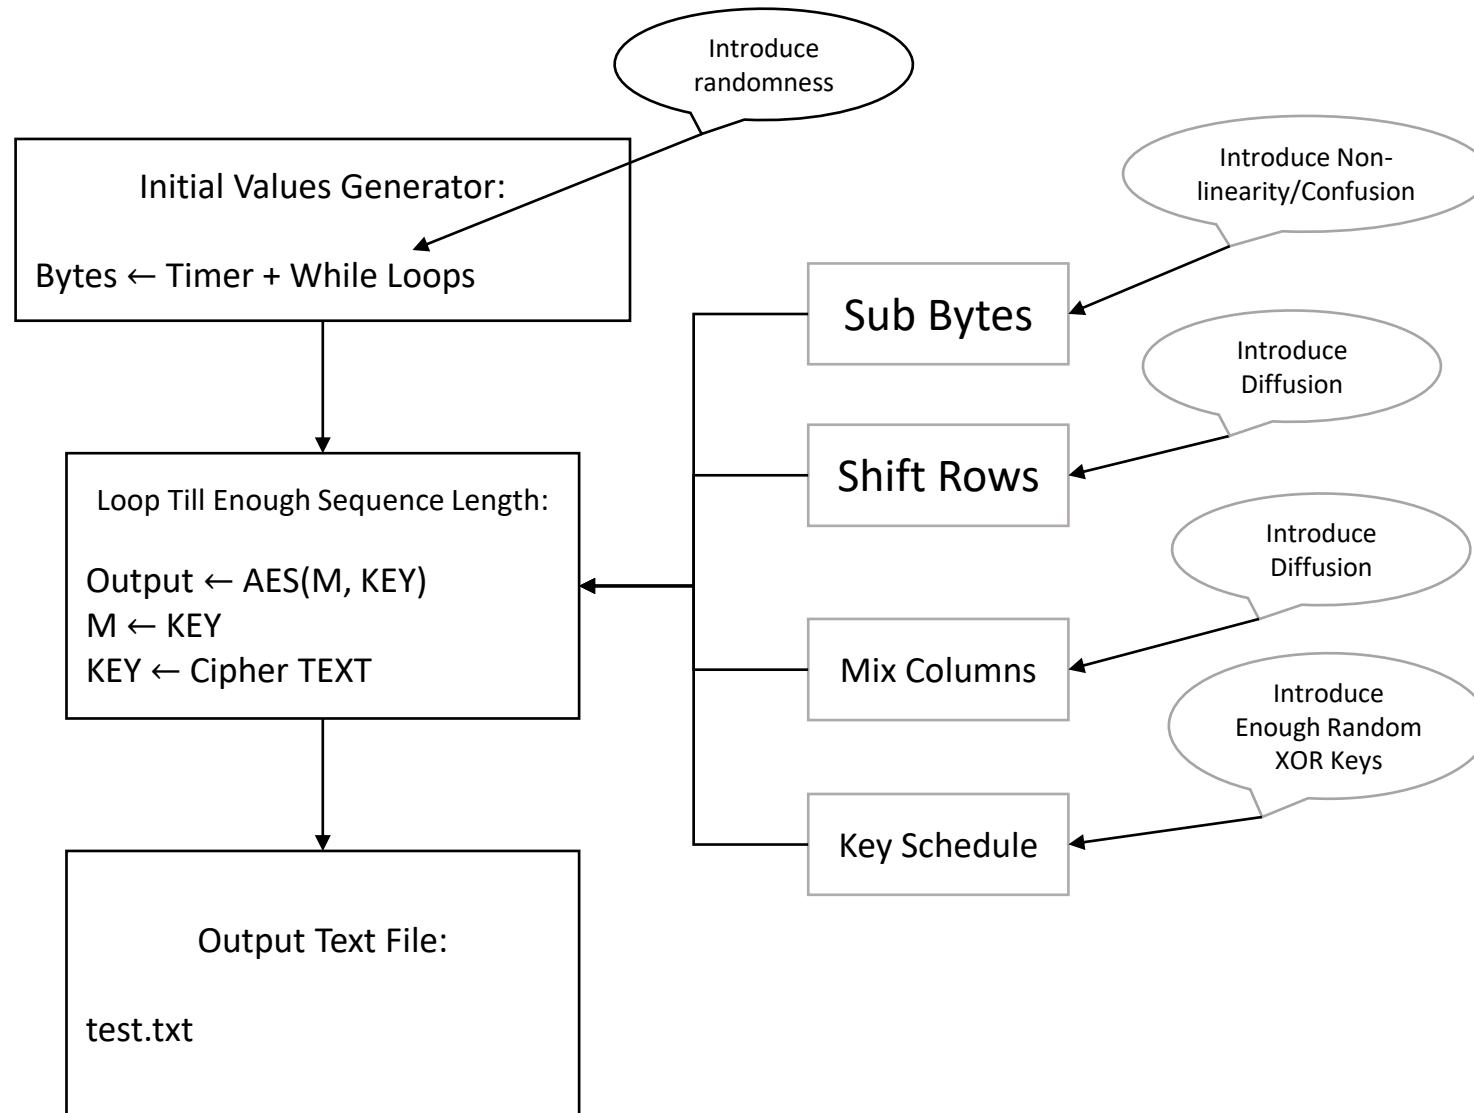 Introduce
randomness
Initial Values Generator:
Bytes ← Timer + While Loops
Introduce Non-
linearity/Confusion
Sub Bytes
Introduce
Diffusion
Shift Rows
Loop Till Enough Sequence Length:
Output ← AES(M, KEY)
M ← KEY
KEY ← Cipher TEXT
Introduce
Diffusion
Mix Columns
Introduce
Enough Random
XOR Keys
Key Schedule
Output Text File:
test.txt